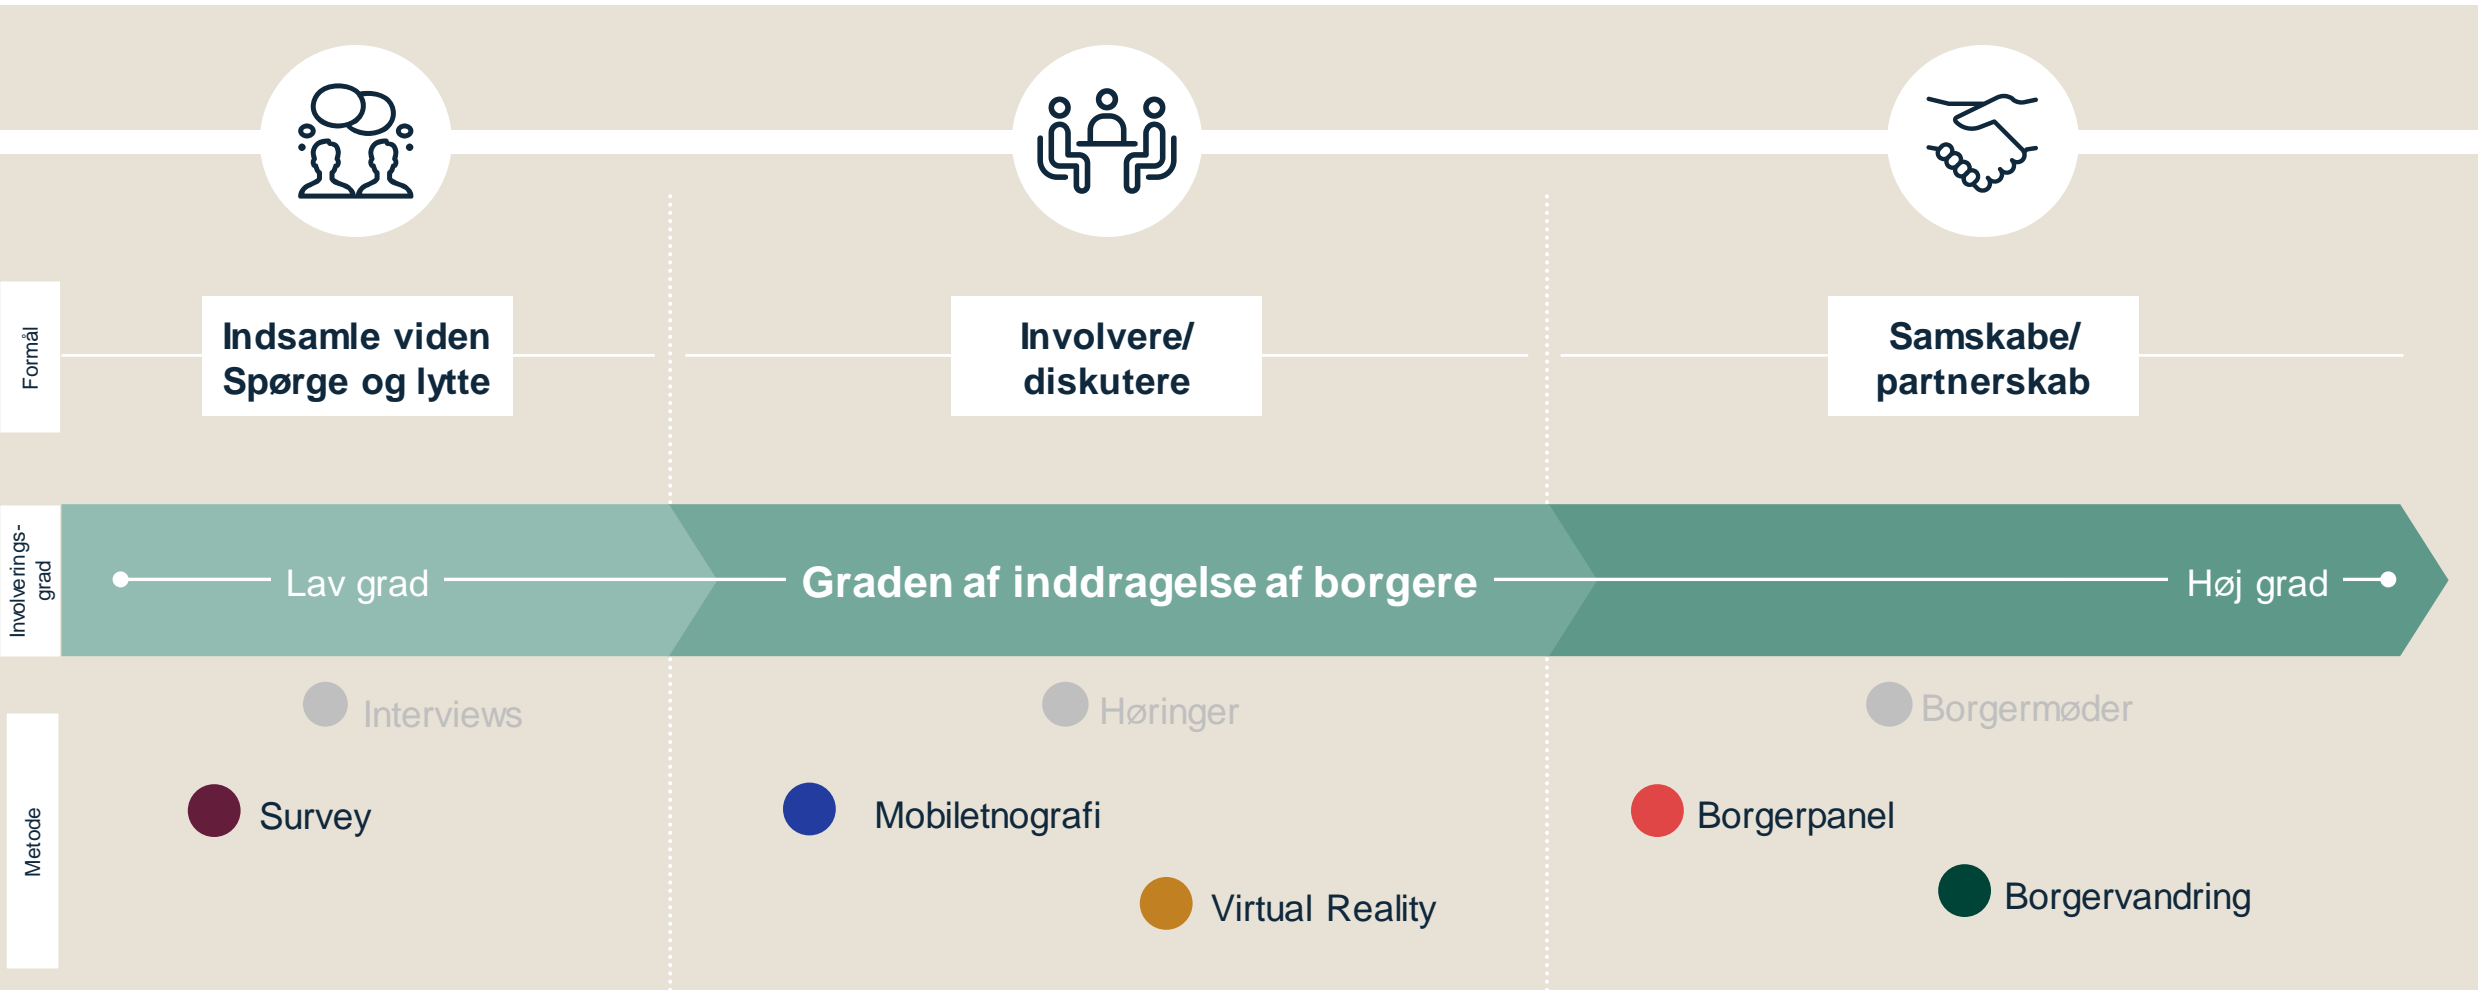 Formål
Indsamle viden
Spørge og lytte
Involvere/
diskutere
Samskabe/
partnerskab
Involverings-
grad
Lav grad
Graden af inddragelse af borgere
Høj grad
Metode
Interviews
Høringer
Borgermøder
Survey
Mobiletnografi
Borgerpanel
Virtual Reality
Borgervandring